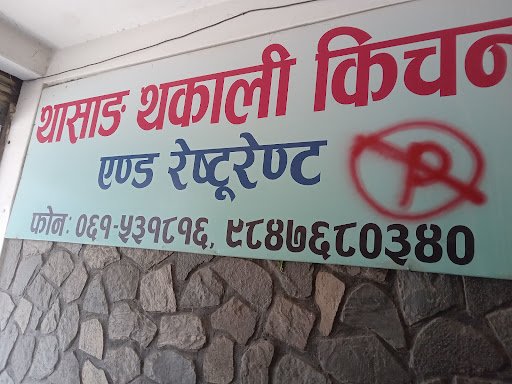 थासाङ थकाली किचन
एण्ड रेष्टूरेण्ट
P
फोन: ०६१-५३१८१६, ९८४७६८०३४०